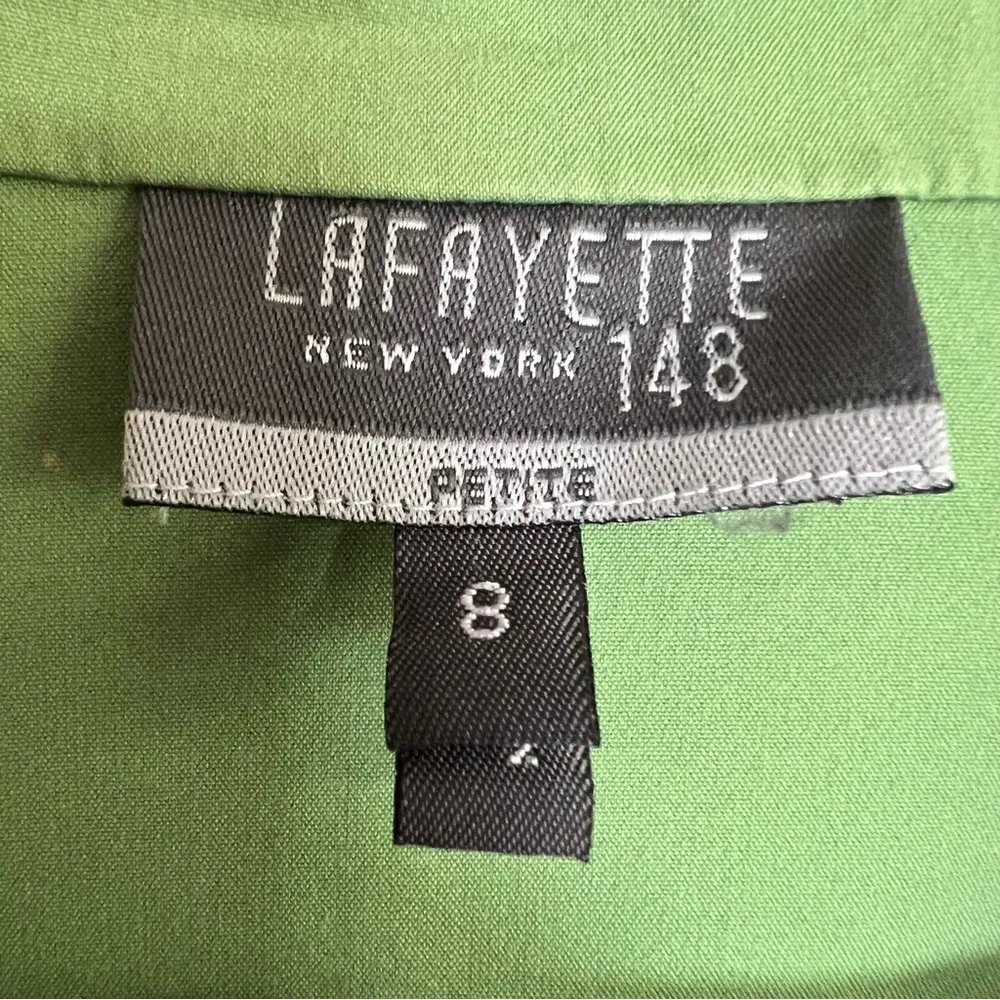 LAFAYETTE
NEW YORK 148
PETITE
8